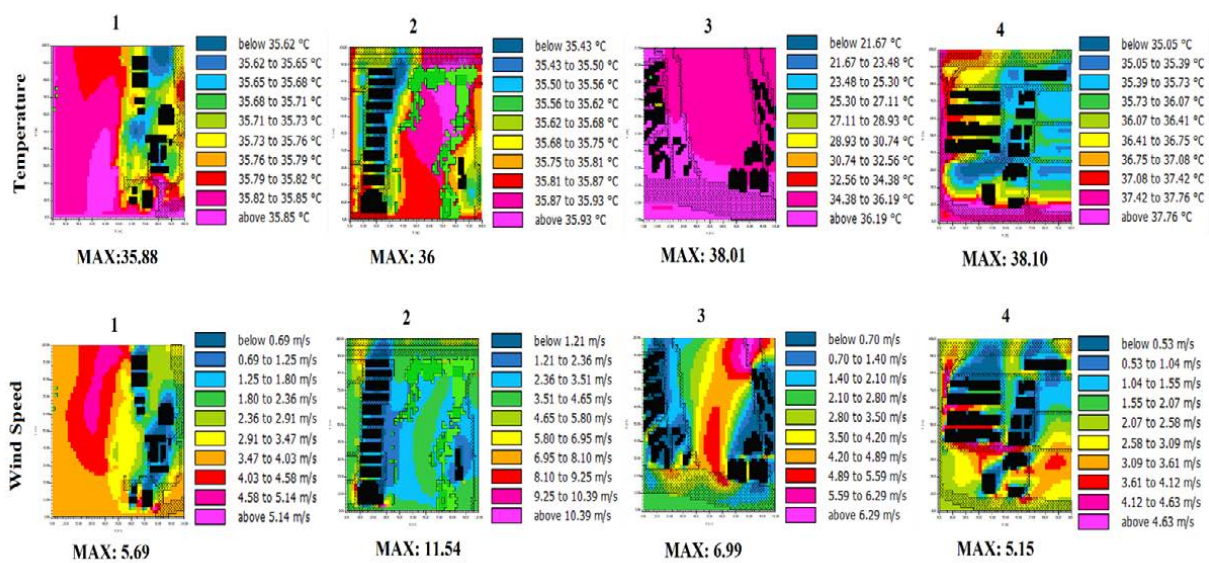 1 2 3 4
Temperature
below 35.62 °C
35.62 to 35.65 °C
35.65 to 35.68 °C
35.68 to 35.71 °C
35.71 to 35.73 °C
35.73 to 35.76 °C
35.76 to 35.79 °C
35.79 to 35.82 °C
35.82 to 35.85 °C
above 35.85 °C
MAX:35.88
below 35.43 °C
35.43 to 35.50 °C
35.50 to 35.56 °C
35.56 to 35.62 °C
35.62 to 35.68 °C
35.68 to 35.75 °C
35.75 to 35.81 °C
35.81 to 35.87 °C
35.87 to 35.93 °C
above 35.93 °C
MAX: 36
below 21.67 °C
21.67 to 23.48 °C
23.48 to 25.30 °C
25.30 to 27.11 °C
27.11 to 28.93 °C
28.93 to 30.74 °C
30.74 to 32.56 °C
32.56 to 34.38 °C
34.38 to 36.19 °C
above 36.19 °C
MAX: 38.01
below 35.05 °C
35.05 to 35.39 °C
35.39 to 35.73 °C
35.73 to 36.07 °C
36.07 to 36.41 °C
36.41 to 36.75 °C
36.75 to 37.08 °C
37.08 to 37.42 °C
37.42 to 37.76 °C
above 37.76 °C
MAX: 38.10
1 2 3 4
Wind Speed
below 0.69 m/s
0.69 to 1.25 m/s
1.25 to 1.80 m/s
1.80 to 2.36 m/s
2.36 to 2.91 m/s
2.91 to 3.47 m/s
3.47 to 4.03 m/s
4.03 to 4.58 m/s
4.58 to 5.14 m/s
above 5.14 m/s
MAX: 5.69
below 1.21 m/s
1.21 to 2.36 m/s
2.36 to 3.51 m/s
3.51 to 4.65 m/s
4.65 to 5.80 m/s
5.80 to 6.95 m/s
6.95 to 8.10 m/s
8.10 to 9.25 m/s
9.25 to 10.39 m/s
above 10.39 m/s
MAX: 11.54
below 0.70 m/s
0.70 to 1.40 m/s
1.40 to 2.10 m/s
2.10 to 2.80 m/s
2.80 to 3.50 m/s
3.50 to 4.20 m/s
4.20 to 4.89 m/s
4.89 to 5.59 m/s
5.59 to 6.29 m/s
above 6.29 m/s
MAX: 6.99
below 0.53 m/s
0.53 to 1.04 m/s
1.04 to 1.55 m/s
1.55 to 2.07 m/s
2.07 to 2.58 m/s
2.58 to 3.09 m/s
3.09 to 3.61 m/s
3.61 to 4.12 m/s
4.12 to 4.63 m/s
above 4.63 m/s
MAX: 5.15